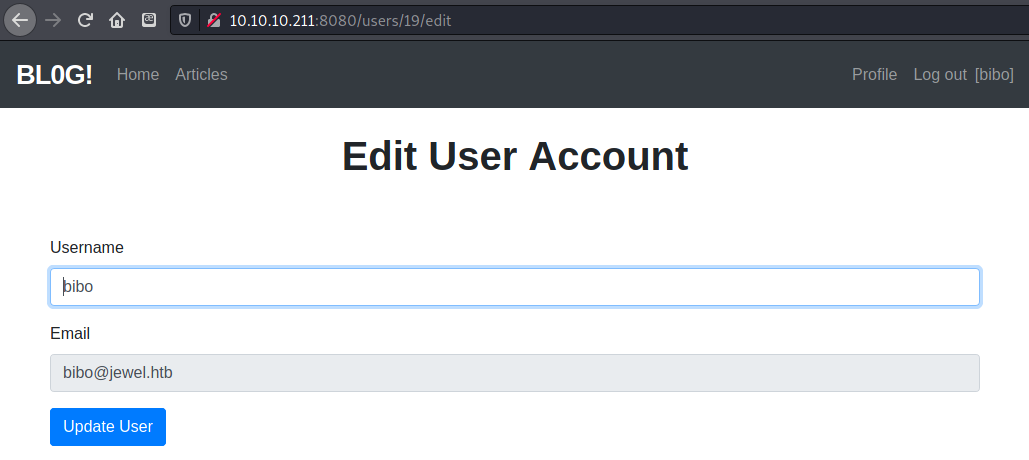 10.10.10.211:8080/users/19/edit
BL0G! Home Articles Profile Log out [bibo]
Edit User Account
Username
bibo
Email
bibo@jewel.htb
Update User